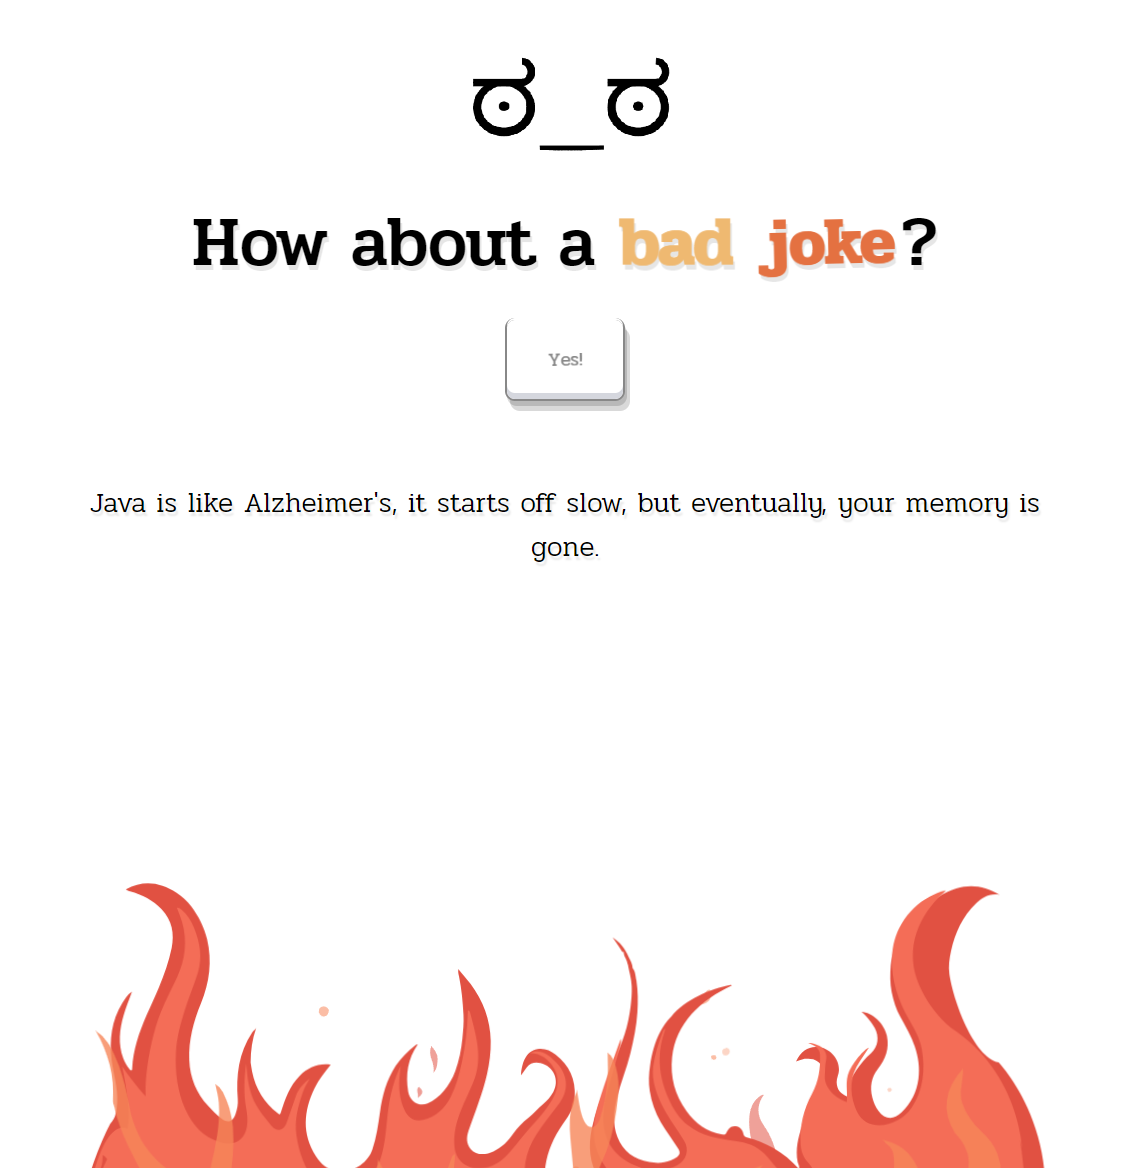 ಠ_ಠ
How about a bad joke?
Yes!
Java is like Alzheimer's, it starts off slow, but eventually, your memory is
gone.